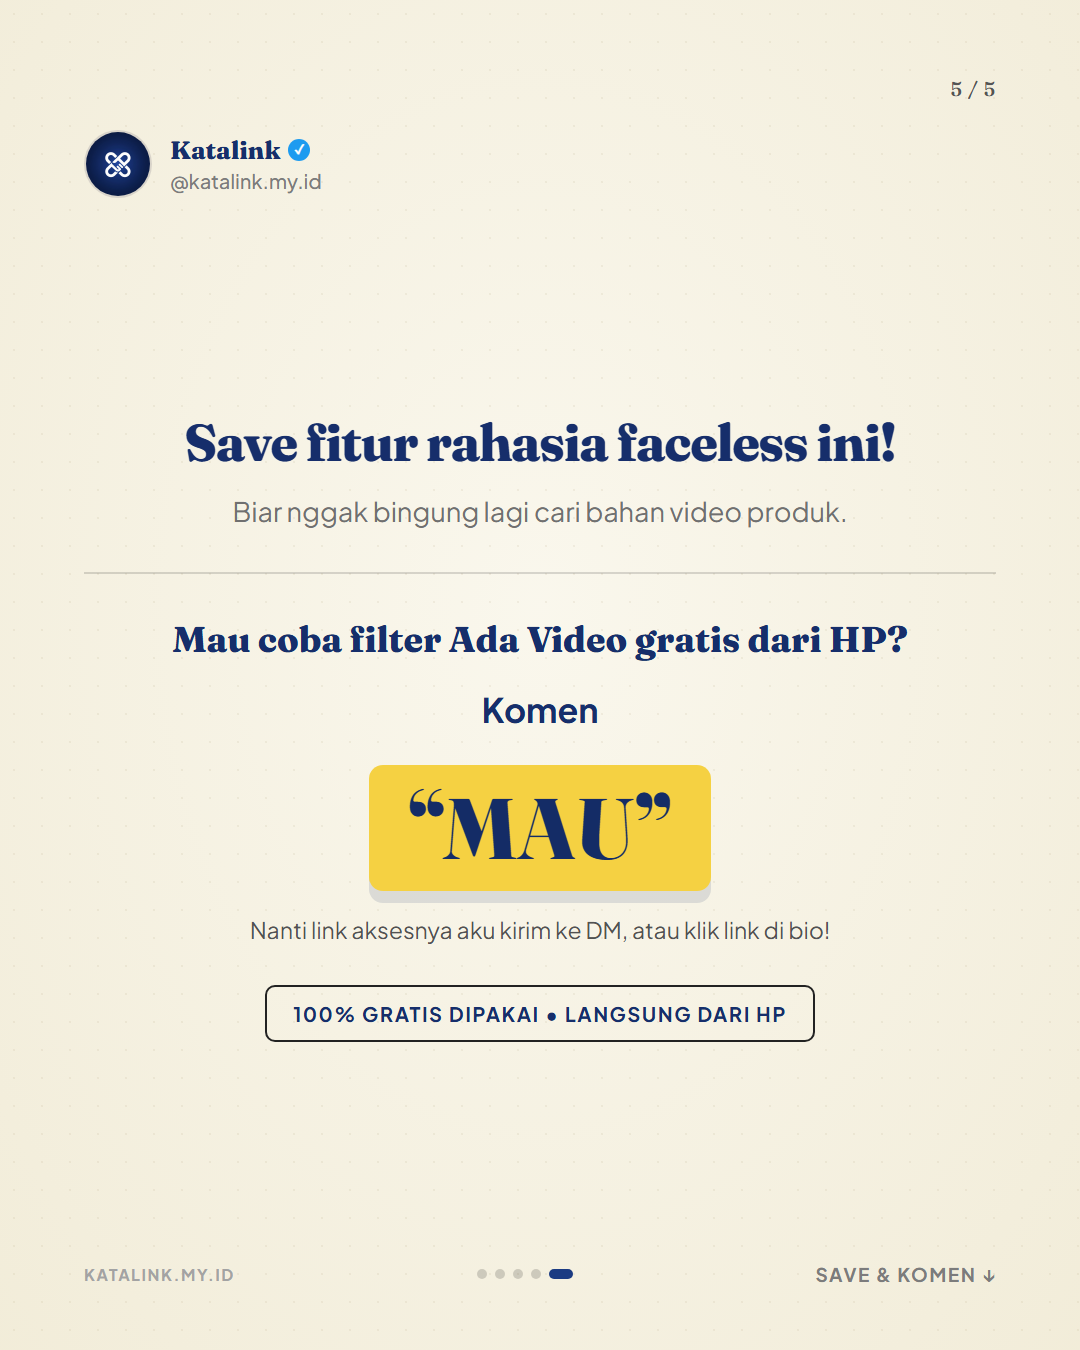 5 / 5
Katalink
@katalink.my.id
Save fitur rahasia faceless ini!
Biar nggak bingung lagi cari bahan video produk.
Mau coba filter Ada Video gratis dari HP?
Komen
“MAU”
Nanti link aksesnya aku kirim ke DM, atau klik link di bio!
100% GRATIS DIPAKAI • LANGSUNG DARI HP
KATALINK.MY.ID
SAVE & KOMEN ↓